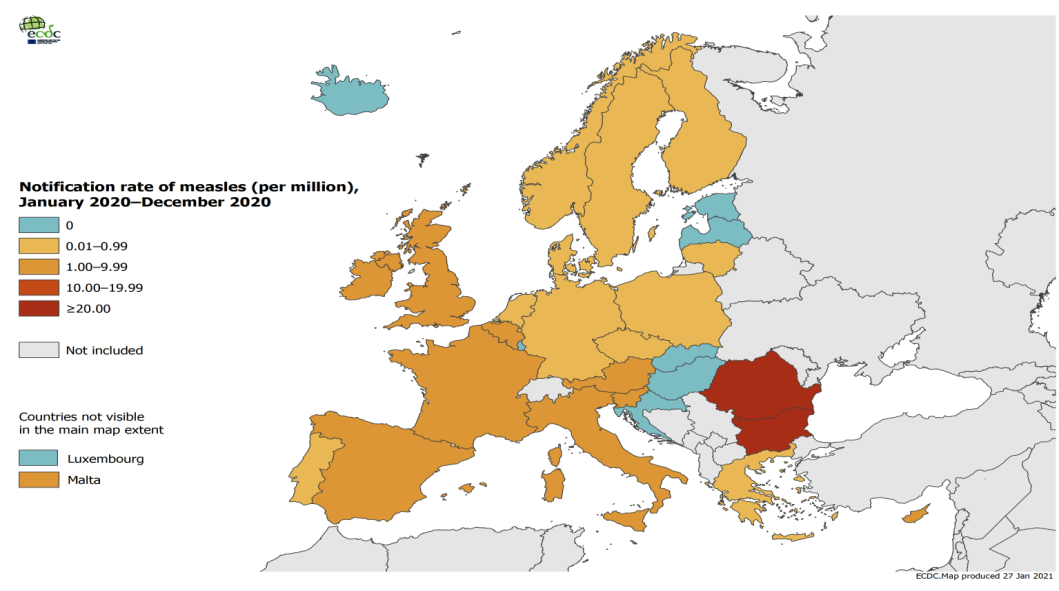 ecdc
Notification rate of measles (per million),
January 2020–December 2020
0
0.01–0.99
1.00–9.99
10.00–19.99
≥20.00
Not included
Countries not visible
in the main map extent
Luxembourg
Malta
ECDC.Map produced 27 Jan 2021